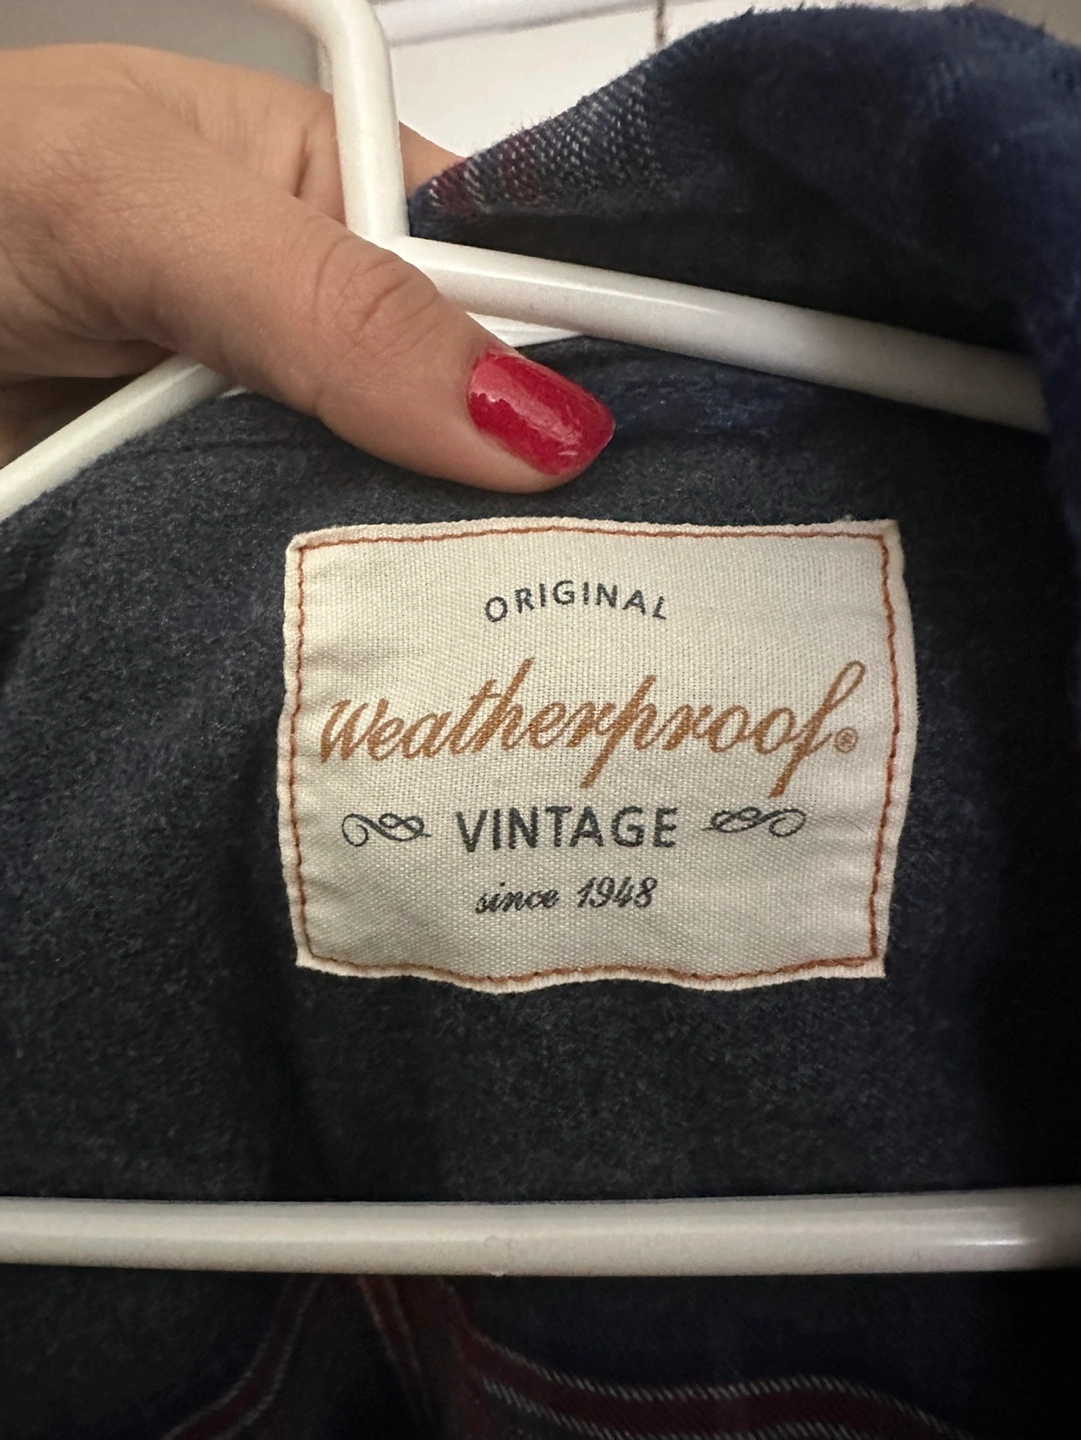 ORIGINAL
Weatherproof®
VINTAGE
since 1948